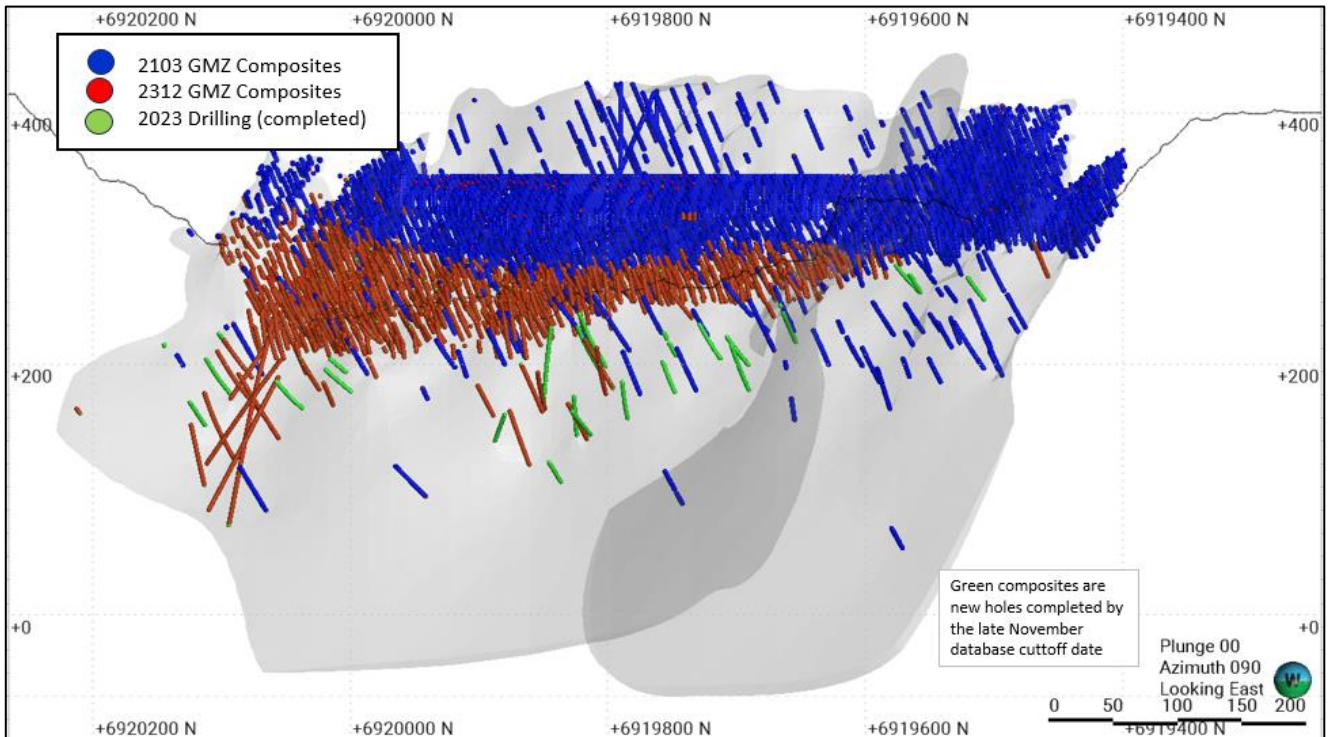 +6920200 N +6920000 N +6919800 N +6919600 N +6919400 N
2103 GMZ Composites
2312 GMZ Composites
2023 Drilling (completed)
+400 +400
+200 +200
Green composites are
new holes completed by
the late November
database cuttoff date
+0 +0
Plunge 00
Azimuth 090
Looking East
0 50 100 150 200
+6920200 N +6920000 N +6919800 N +6919600 N +6919400 N